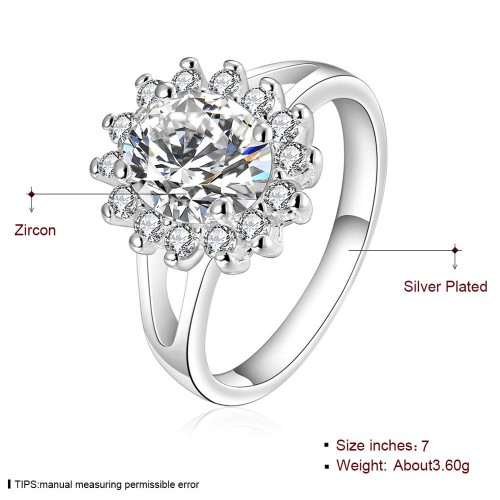 Zircon
Silver Plated
Size inches: 7
Weight: About3.60g
TIPS:manual measuring permissible error